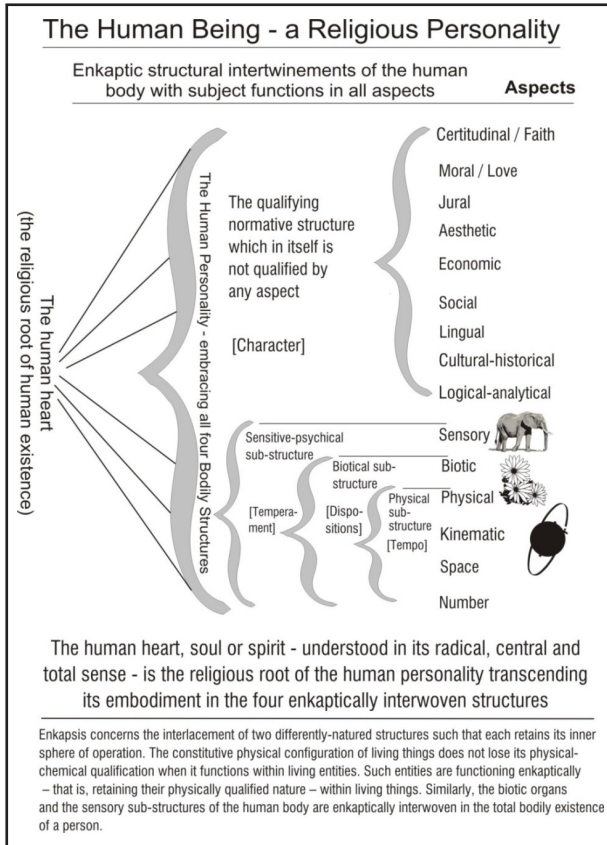 The Human Being - a Religious Personality
Enkaptic structural intertwinements of the human
body with subject functions in all aspects
Aspects
The human heart
(the religious root of human existence)
The Human Personality - embracing all four Bodily Structures
The qualifying
normative structure
which in itself is
not qualified by
any aspect
[Character]
Certitudinal / Faith
Moral / Love
Jural
Aesthetic
Economic
Social
Lingual
Cultural-historical
Logical-analytical
Sensitive-psychical
sub-structure
Sensory
Biotical sub-
structure
Biotic
[Tempera-
ment]
[Dispo-
sitions]
Physical
sub-
structure
[Tempo]
Physical
Kinematic
Space
Number
The human heart, soul or spirit - understood in its radical, central and
total sense - is the religious root of the human personality transcending
its embodiment in the four enkaptically interwoven structures
Enkapsis concerns the interlacement of two differently-natured structures such that each retains its inner
sphere of operation. The constitutive physical configuration of living things does not lose its physical-
chemical qualification when it functions within living entities. Such entities are functioning enkaptically
– that is, retaining their physically qualified nature – within living things. Similarly, the biotic organs
and the sensory sub-structures of the human body are enkaptically interwoven in the total bodily existence
of a person.